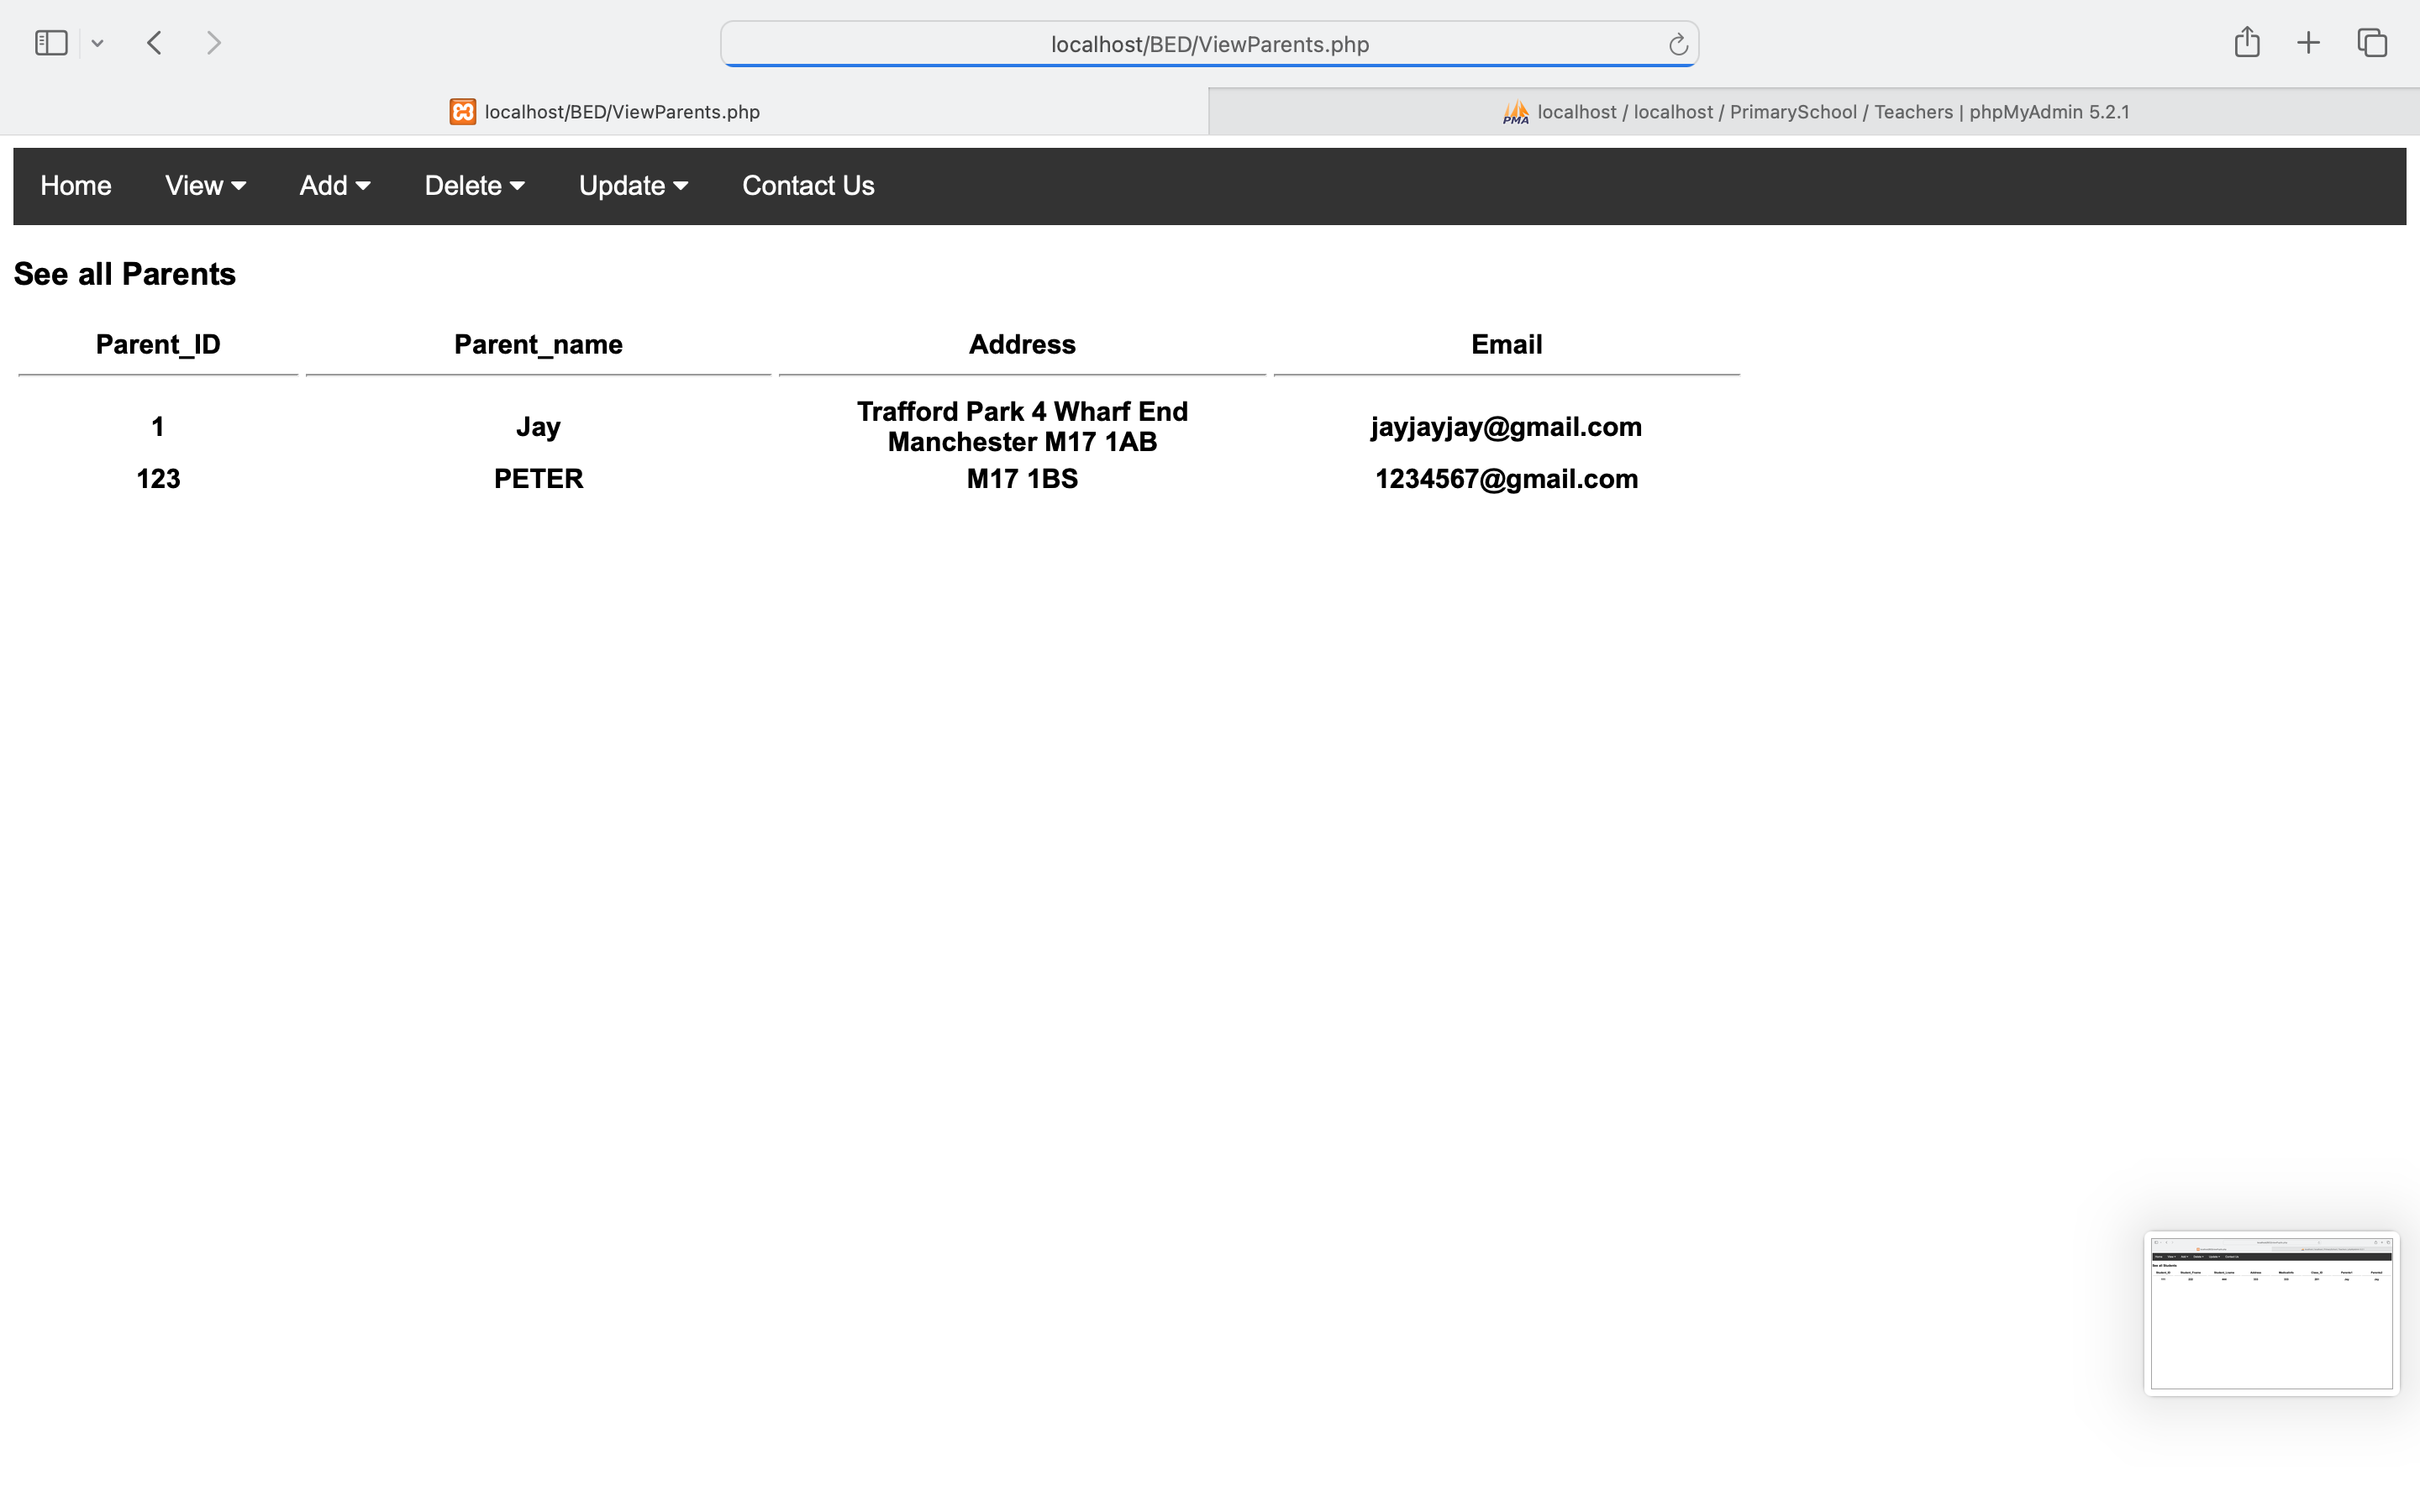 localhost/BED/ViewParents.php
localhost/BED/ViewParents.php
PMA localhost / localhost / PrimarySchool / Teachers | phpMyAdmin 5.2.1
Home View Add Delete Update Contact Us
See all Parents
Parent_ID Parent_name Address Email
1 Jay Trafford Park 4 Wharf End Manchester M17 1AB jayjayjay@gmail.com
123 PETER M17 1BS 1234567@gmail.com